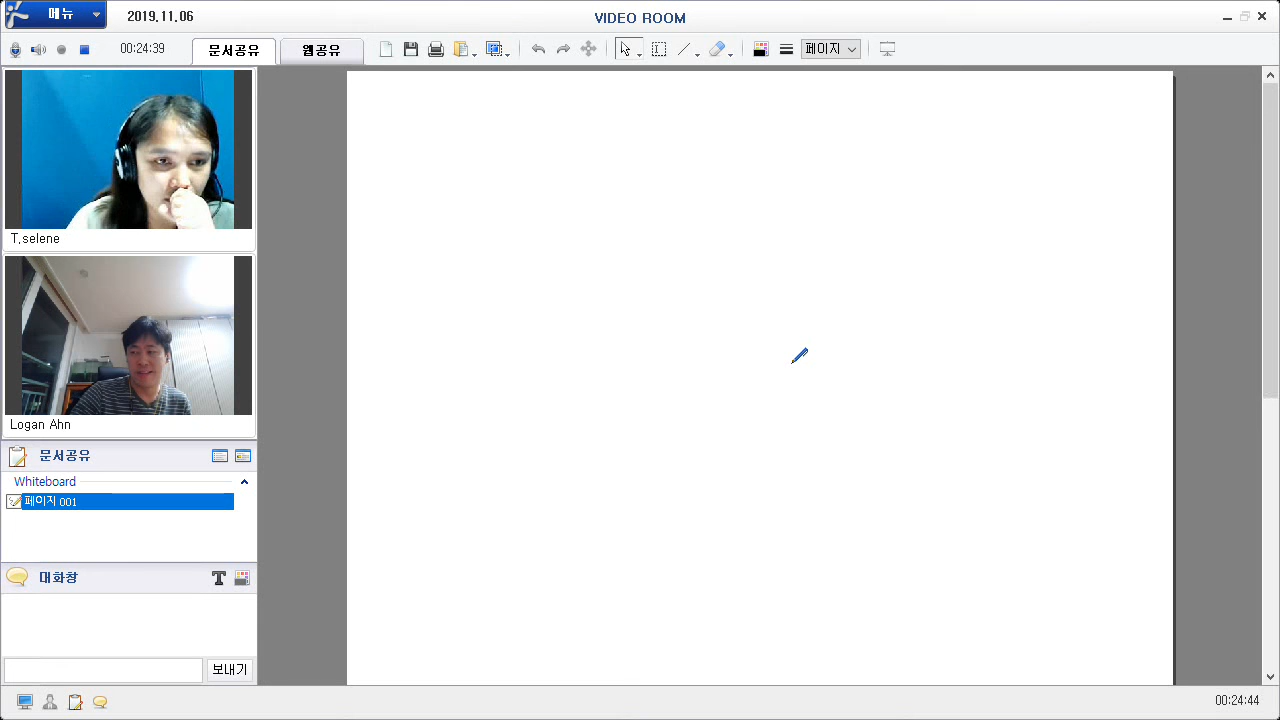 메뉴
2019.11.06
VIDEO ROOM
00:24:39
문서공유
웹공유
페이지
T.selene
Logan Ahn
문서공유
Whiteboard
페이지 001
대화창
T
보내기
00:24:44